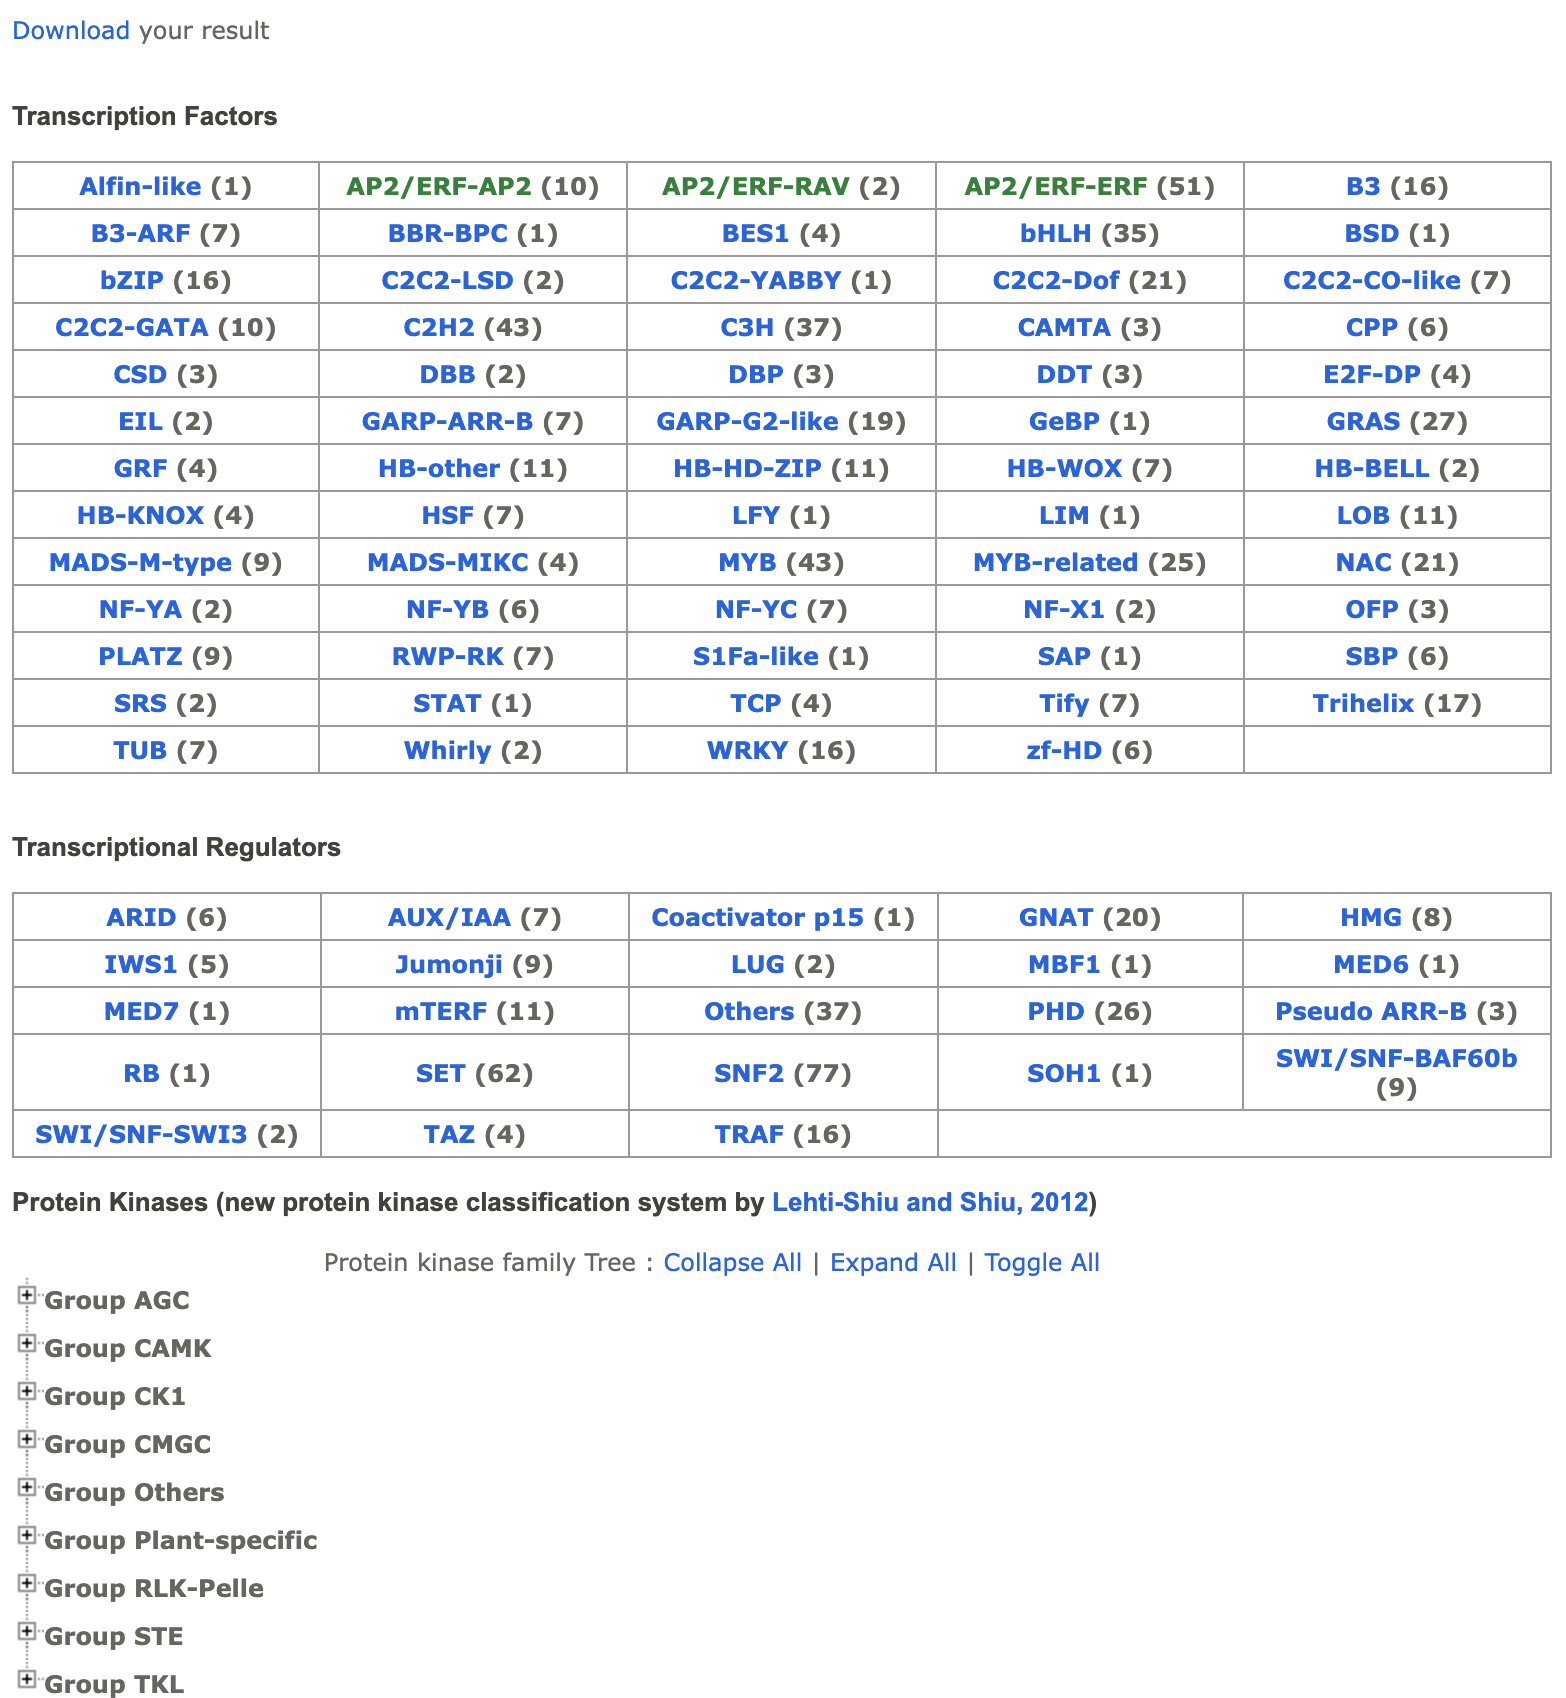 Download your result
Transcription Factors
Alfin-like (1) AP2/ERF-AP2 (10) AP2/ERF-RAV (2) AP2/ERF-ERF (51) B3 (16)
B3-ARF (7) BBR-BPC (1) BES1 (4) bHLH (35) BSD (1)
bZIP (16) C2C2-LSD (2) C2C2-YABBY (1) C2C2-Dof (21) C2C2-CO-like (7)
C2C2-GATA (10) C2H2 (43) C3H (37) CAMTA (3) CPP (6)
CSD (3) DBB (2) DBP (3) DDT (3) E2F-DP (4)
EIL (2) GARP-ARR-B (7) GARP-G2-like (19) GeBP (1) GRAS (27)
GRF (4) HB-other (11) HB-HD-ZIP (11) HB-WOX (7) HB-BELL (2)
HB-KNOX (4) HSF (7) LFY (1) LIM (1) LOB (11)
MADS-M-type (9) MADS-MIKC (4) MYB (43) MYB-related (25) NAC (21)
NF-YA (2) NF-YB (6) NF-YC (7) NF-X1 (2) OFP (3)
PLATZ (9) RWP-RK (7) S1Fa-like (1) SAP (1) SBP (6)
SRS (2) STAT (1) TCP (4) Tify (7) Trihelix (17)
TUB (7) Whirly (2) WRKY (16) zf-HD (6)
Transcriptional Regulators
ARID (6) AUX/IAA (7) Coactivator p15 (1) GNAT (20) HMG (8)
IWS1 (5) Jumonji (9) LUG (2) MBF1 (1) MED6 (1)
MED7 (1) mTERF (11) Others (37) PHD (26) Pseudo ARR-B (3)
RB (1) SET (62) SNF2 (77) SOH1 (1) SWI/SNF-BAF60b
(9)
SWI/SNF-SWI3 (2) TAZ (4) TRAF (16)
Protein Kinases (new protein kinase classification system by Lehti-Shiu and Shiu, 2012)
Protein kinase family Tree : Collapse All | Expand All | Toggle All
Group AGC
Group CAMK
Group CK1
Group CMGC
Group Others
Group Plant-specific
Group RLK-Pelle
Group STE
Group TKL